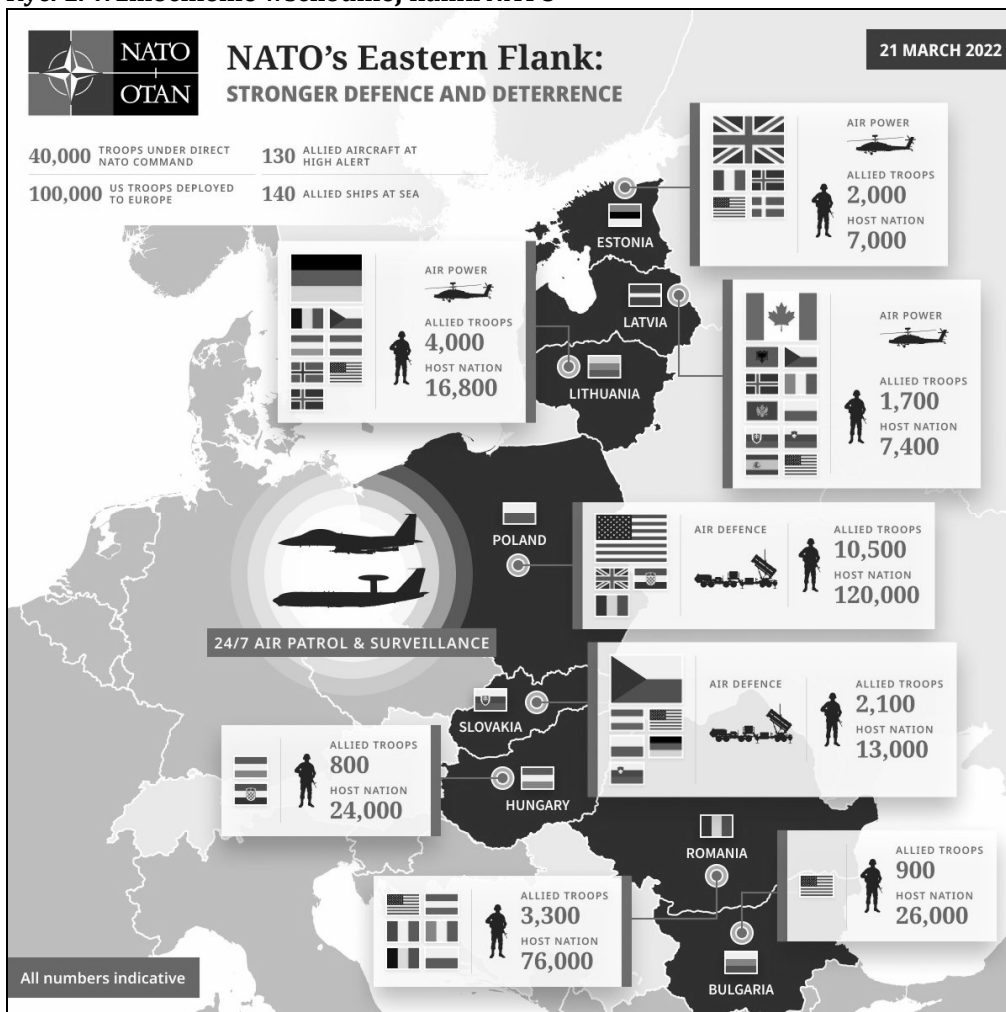 NATO
OTAN
NATO's Eastern Flank:
STRONGER DEFENCE AND DETERRENCE
21 MARCH 2022
40,000 TROOPS UNDER DIRECT
NATO COMMAND
130 ALLIED AIRCRAFT AT
HIGH ALERT
100,000 US TROOPS DEPLOYED
TO EUROPE
140 ALLIED SHIPS AT SEA
AIR POWER
ALLIED TROOPS
2,000
HOST NATION
7,000
ESTONIA
AIR POWER
ALLIED TROOPS
4,000
HOST NATION
16,800
LATVIA
LITHUANIA
AIR POWER
ALLIED TROOPS
1,700
HOST NATION
7,400
POLAND
AIR DEFENCE
ALLIED TROOPS
10,500
HOST NATION
120,000
24/7 AIR PATROL & SURVEILLANCE
SLOVAKIA
AIR DEFENCE
ALLIED TROOPS
2,100
HOST NATION
13,000
ALLIED TROOPS
800
HOST NATION
24,000
HUNGARY
ROMANIA
ALLIED TROOPS
900
HOST NATION
26,000
ALLIED TROOPS
3,300
HOST NATION
76,000
BULGARIA
All numbers indicative